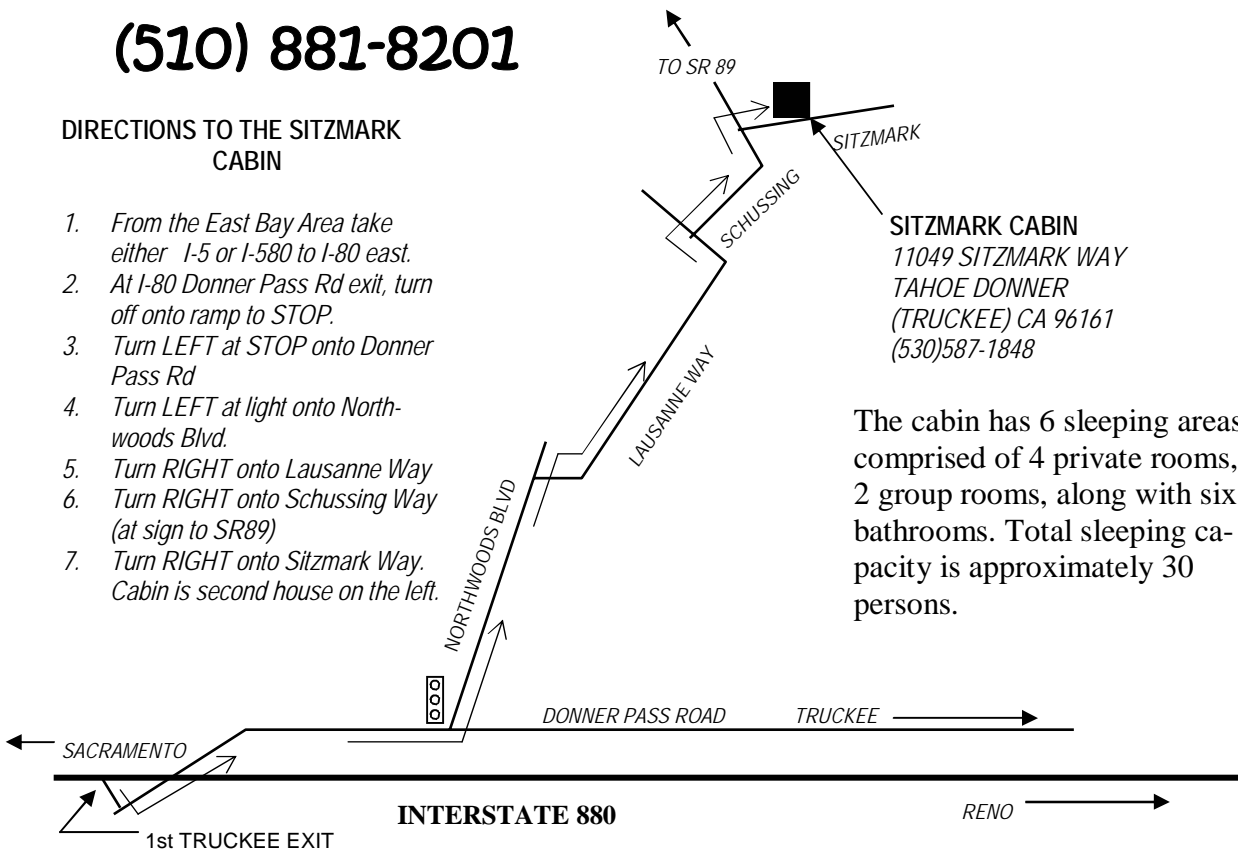 (510) 881-8201
DIRECTIONS TO THE SITZMARK
CABIN
1. From the East Bay Area take
either I-5 or I-580 to I-80 east.
2. At I-80 Donner Pass Rd exit, turn
off onto ramp to STOP.
3. Turn LEFT at STOP onto Donner
Pass Rd
4. Turn LEFT at light onto North-
woods Blvd.
5. Turn RIGHT onto Lausanne Way
6. Turn RIGHT onto Schussing Way
(at sign to SR89)
7. Turn RIGHT onto Sitzmark Way.
Cabin is second house on the left.
TO SR 89
SITZMARK
SCHUSSING
SITZMARK CABIN
11049 SITZMARK WAY
TAHOE DONNER
(TRUCKEE) CA 96161
(530)587-1848
LAUSANNE WAY
The cabin has 6 sleeping areas
comprised of 4 private rooms,
2 group rooms, along with six
bathrooms. Total sleeping ca-
pacity is approximately 30
persons.
NORTHWOODS BLVD
DONNER PASS ROAD
TRUCKEE
SACRAMENTO
INTERSTATE 880
RENO
1st TRUCKEE EXIT